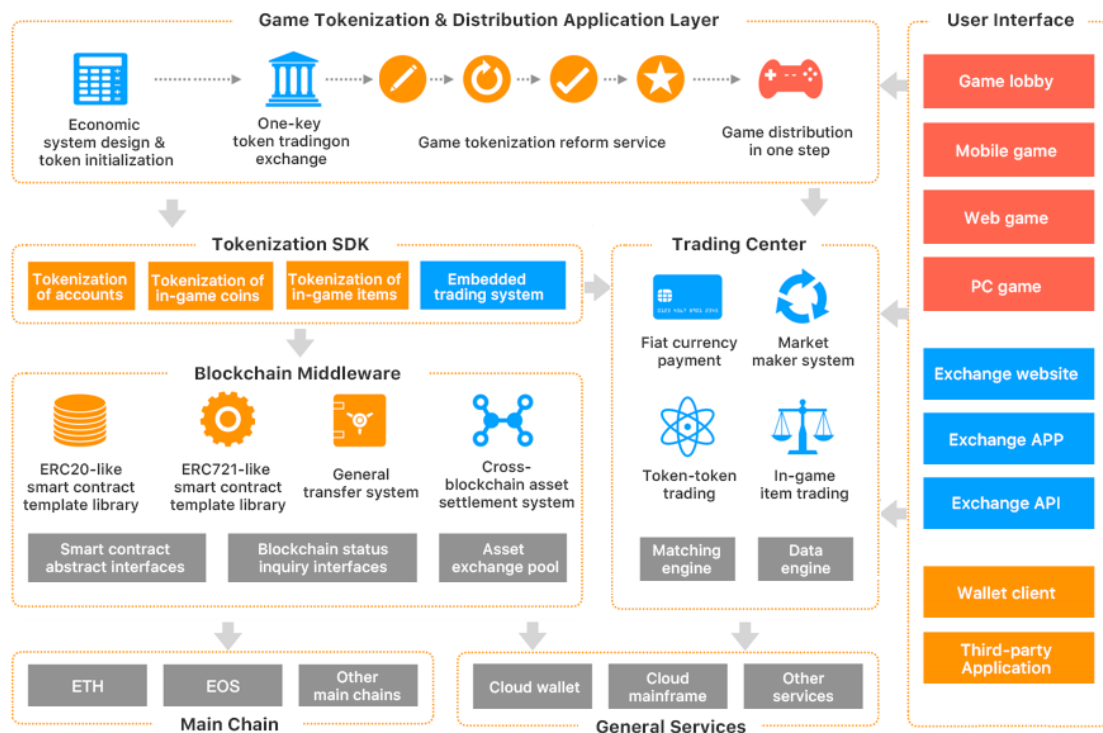 Game Tokenization & Distribution Application Layer
Economic
system design &
token initialization
One-key
token tradingon
exchange
Game tokenization reform service
Game distribution
in one step
User Interface
Game lobby
Mobile game
Web game
PC game
Exchange website
Exchange APP
Exchange API
Wallet client
Third-party
Application
Tokenization SDK
Tokenization
of accounts
Tokenization of
in-game coins
Tokenization of
in-game items
Embedded
trading system
Trading Center
Fiat currency
payment
Market
maker system
Token-token
trading
In-game
item trading
Matching
engine
Data
engine
Blockchain Middleware
ERC20-like
smart contract
template library
ERC721-like
smart contract
template library
General
transfer system
Cross-
blockchain asset
settlement system
Smart contract
abstract interfaces
Blockchain status
inquiry interfaces
Asset
exchange pool
ETH
EOS
Other
main chains
Main Chain
Cloud wallet
Cloud
mainframe
Other
services
General Services